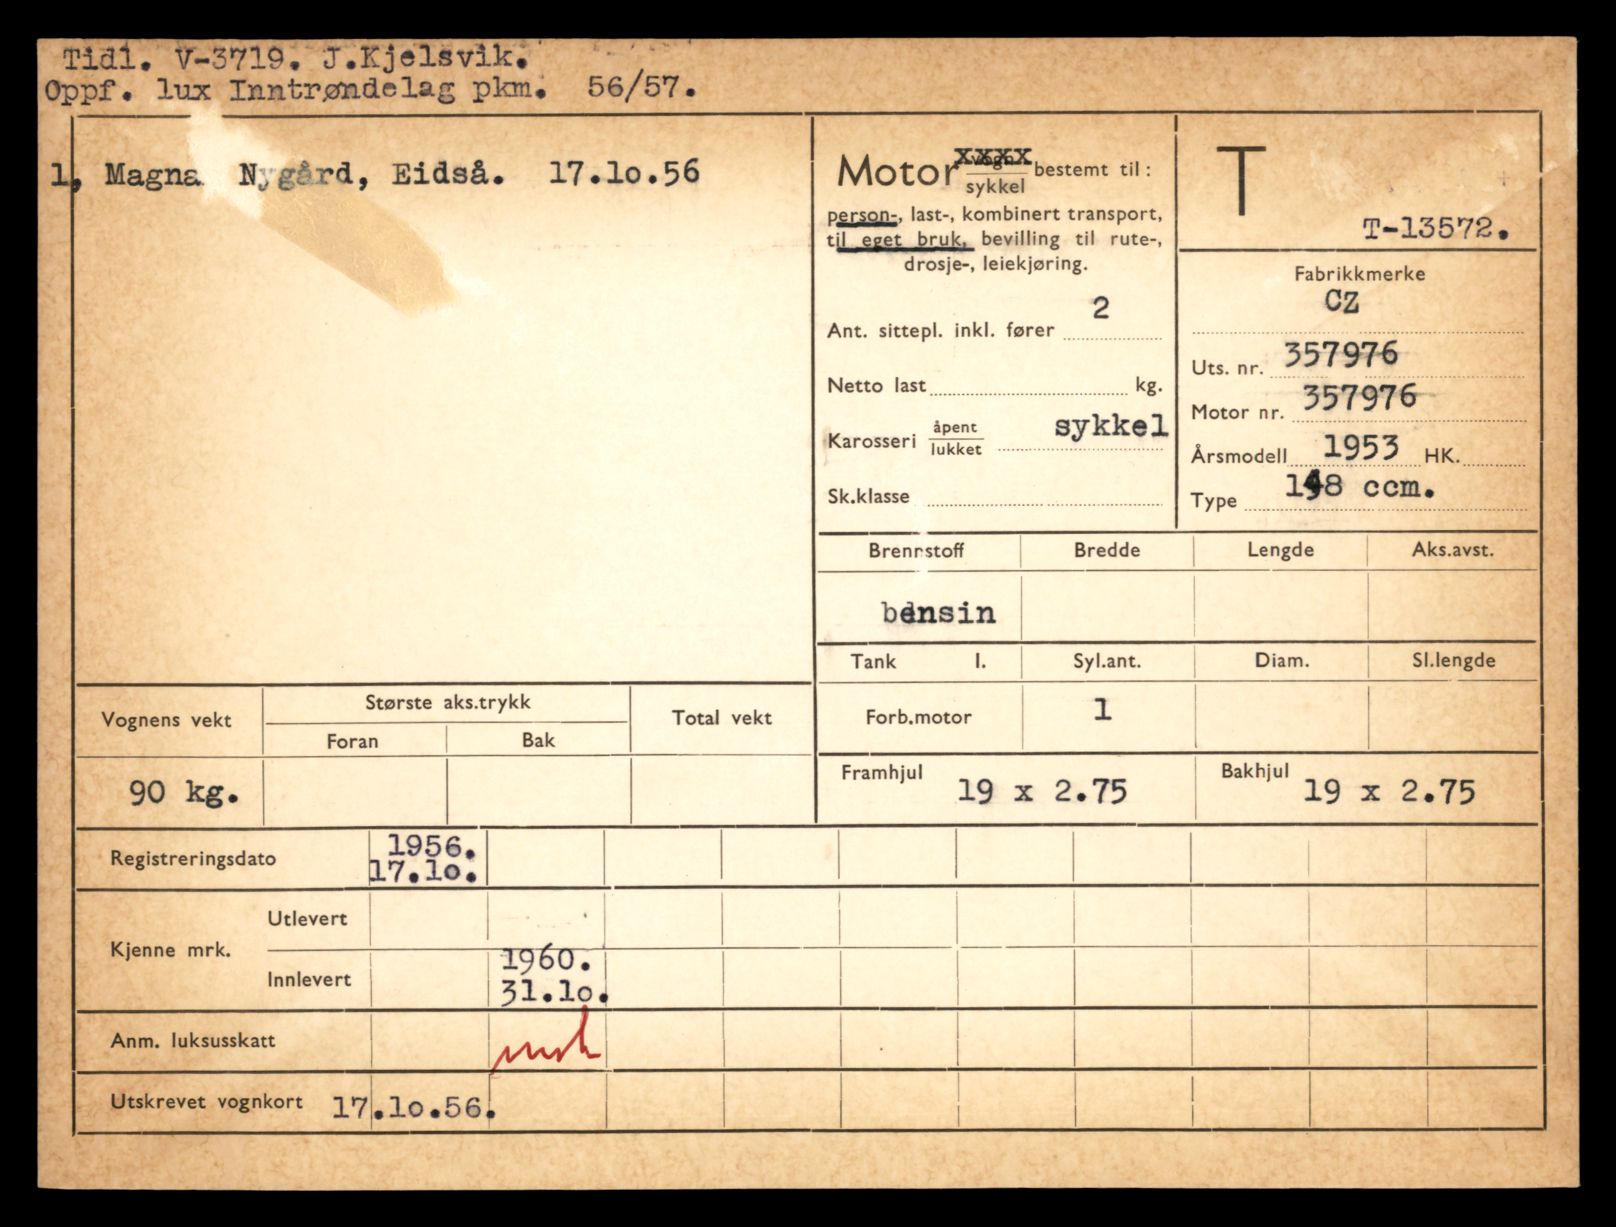 Tidl. V-3719. J.Kjelsvik.
Oppf. lux Inntrøndelag pkm. 56/57.
1, Magna Nygård, Eidså. 17.10.56
Motor vogn xxxx sykkel bestemt til:
person-, last-, kombinert transport,
til eget bruk, bevilling til rute-,
drosje-, leiekjøring.
Ant. sittepl. inkl. fører 2
Netto last kg.
Karosseri åpent lukket sykkel
Sk.klasse
T
T-13572.
Fabrikkmerke
CZ
Uts. nr. 357976
Motor nr. 357976
Årsmodell 1953 HK.
Type 148 ccm.
Brennstoff Bredde Lengde Aks.avst.
bensin
Tank l. Syl.ant. Diam. Sl.lengde
Forb.motor 1
Framhjul 19 x 2.75 Bakhjul 19 x 2.75
Vognens vekt Største aks.trykk Total vekt
Foran Bak
90 kg.
Registreringsdato 1956.
17.10.
Kjenne mrk. Utlevert
Innlevert 1960.
31.10.
Anm. luksusskatt
Utskrevet vognkort 17.10.56.